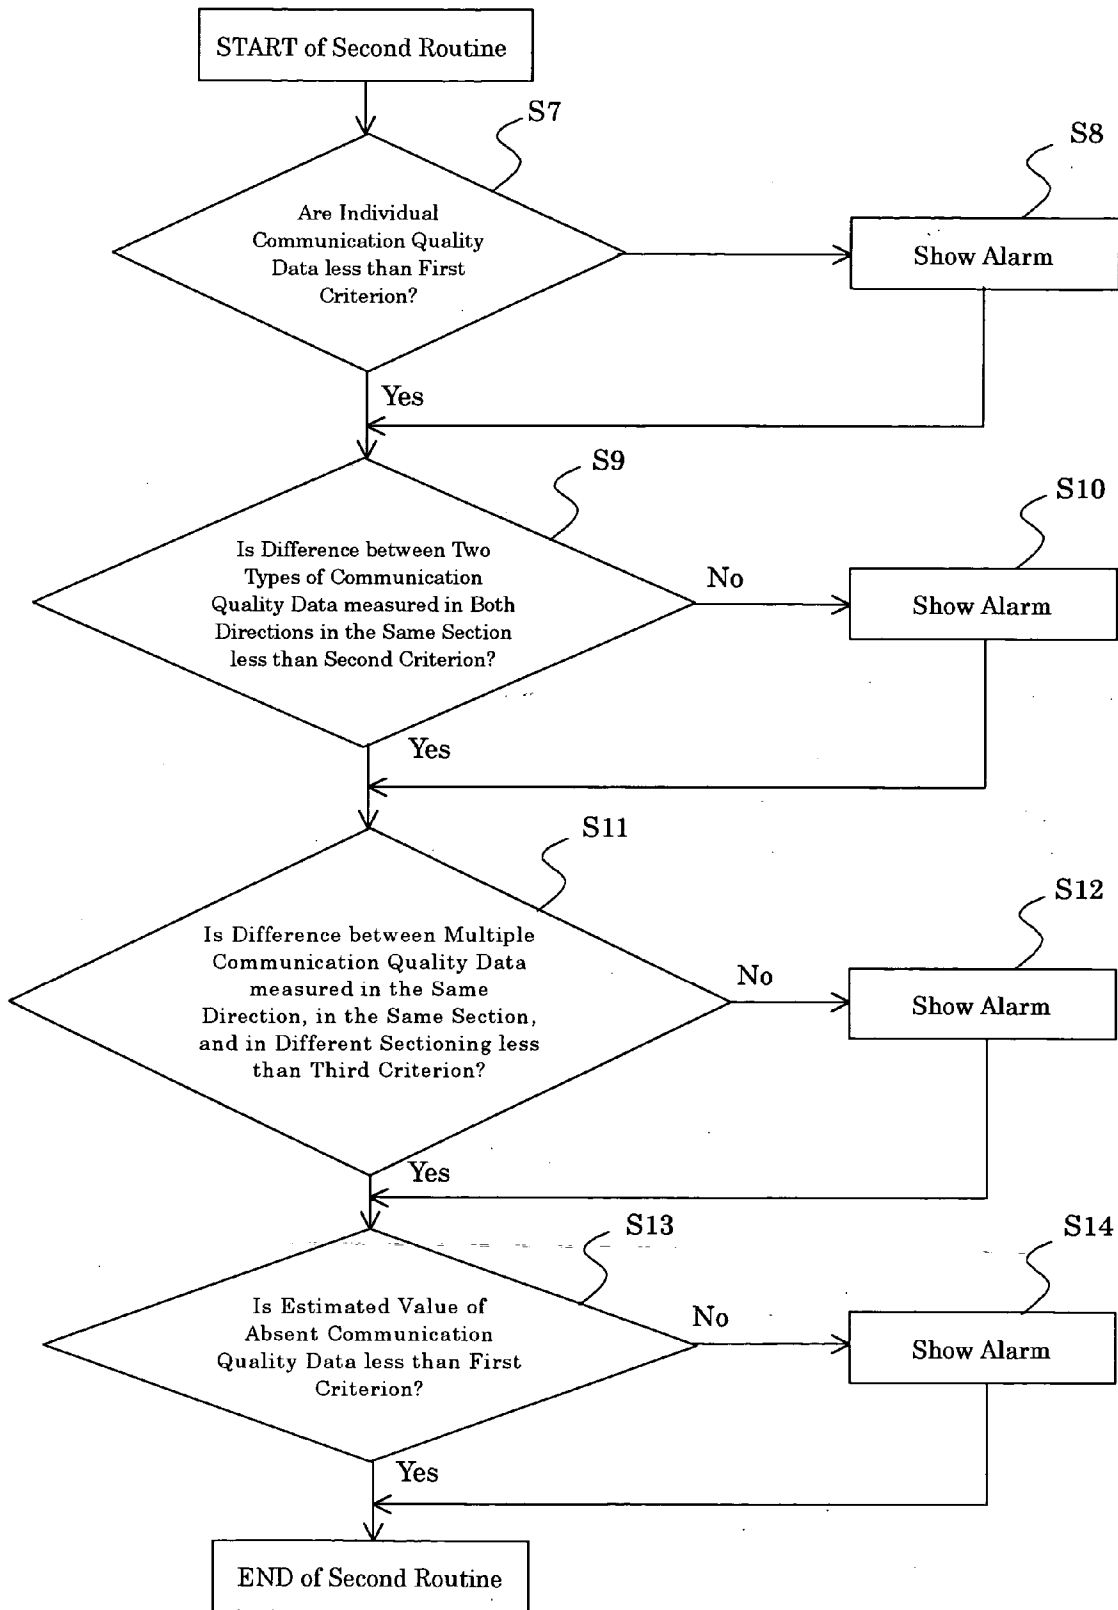 START of Second Routine
S7
S8
Are Individual
Communication Quality
Data less than First
Criterion?
Show Alarm
Yes
S9
S10
Is Difference between Two
Types of Communication
Quality Data measured in Both
Directions in the Same Section
less than Second Criterion?
No
Show Alarm
Yes
S11
S12
Is Difference between Multiple
Communication Quality Data
measured in the Same
Direction, in the Same Section,
and in Different Sectioning less
than Third Criterion?
No
Show Alarm
Yes
S13
S14
Is Estimated Value of
Absent Communication
Quality Data less than First
Criterion?
No
Show Alarm
Yes
END of Second Routine